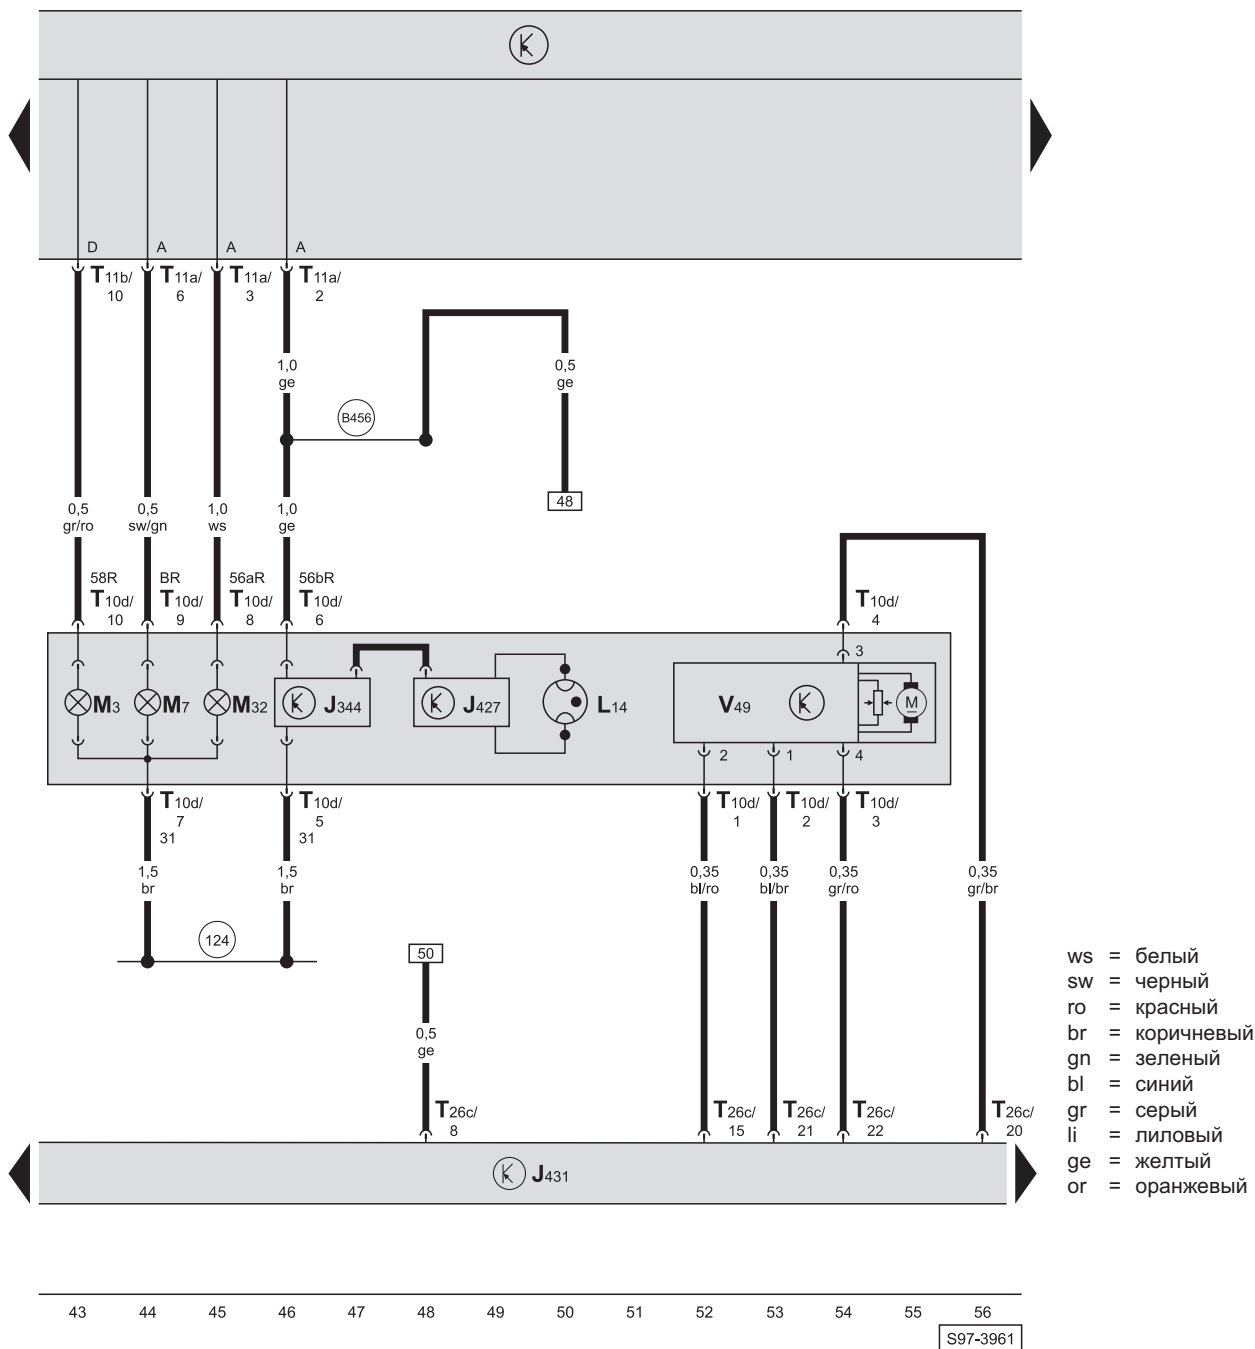 D A A A
T11b/ T11a/ T11a/ T11a/
10 6 3 2
1,0 0,5
ge ge
B456
48
0,5 0,5 1,0 1,0
gr/ro sw/gn ws ge
58R BR 56aR 56bR
T10d/ T10d/ T10d/ T10d/ T10d/
10 9 8 6 4
3
M3 M7 M32 J344 J427 L14 V49 M
2 1 4
T10d/ T10d/ T10d/ T10d/ T10d/
7 5 1 2 3
31 31
1,5 1,5 0,35 0,35 0,35 0,35
br br bl/ro bl/br gr/ro gr/br
124
50
0,5
ge
T26c/ T26c/ T26c/ T26c/ T26c/
8 15 21 22 20
J431
ws = белый
sw = черный
ro = красный
br = коричневый
gn = зеленый
bl = синий
gr = серый
li = лиловый
ge = желтый
or = оранжевый
43 44 45 46 47 48 49 50 51 52 53 54 55 56
S97-3961